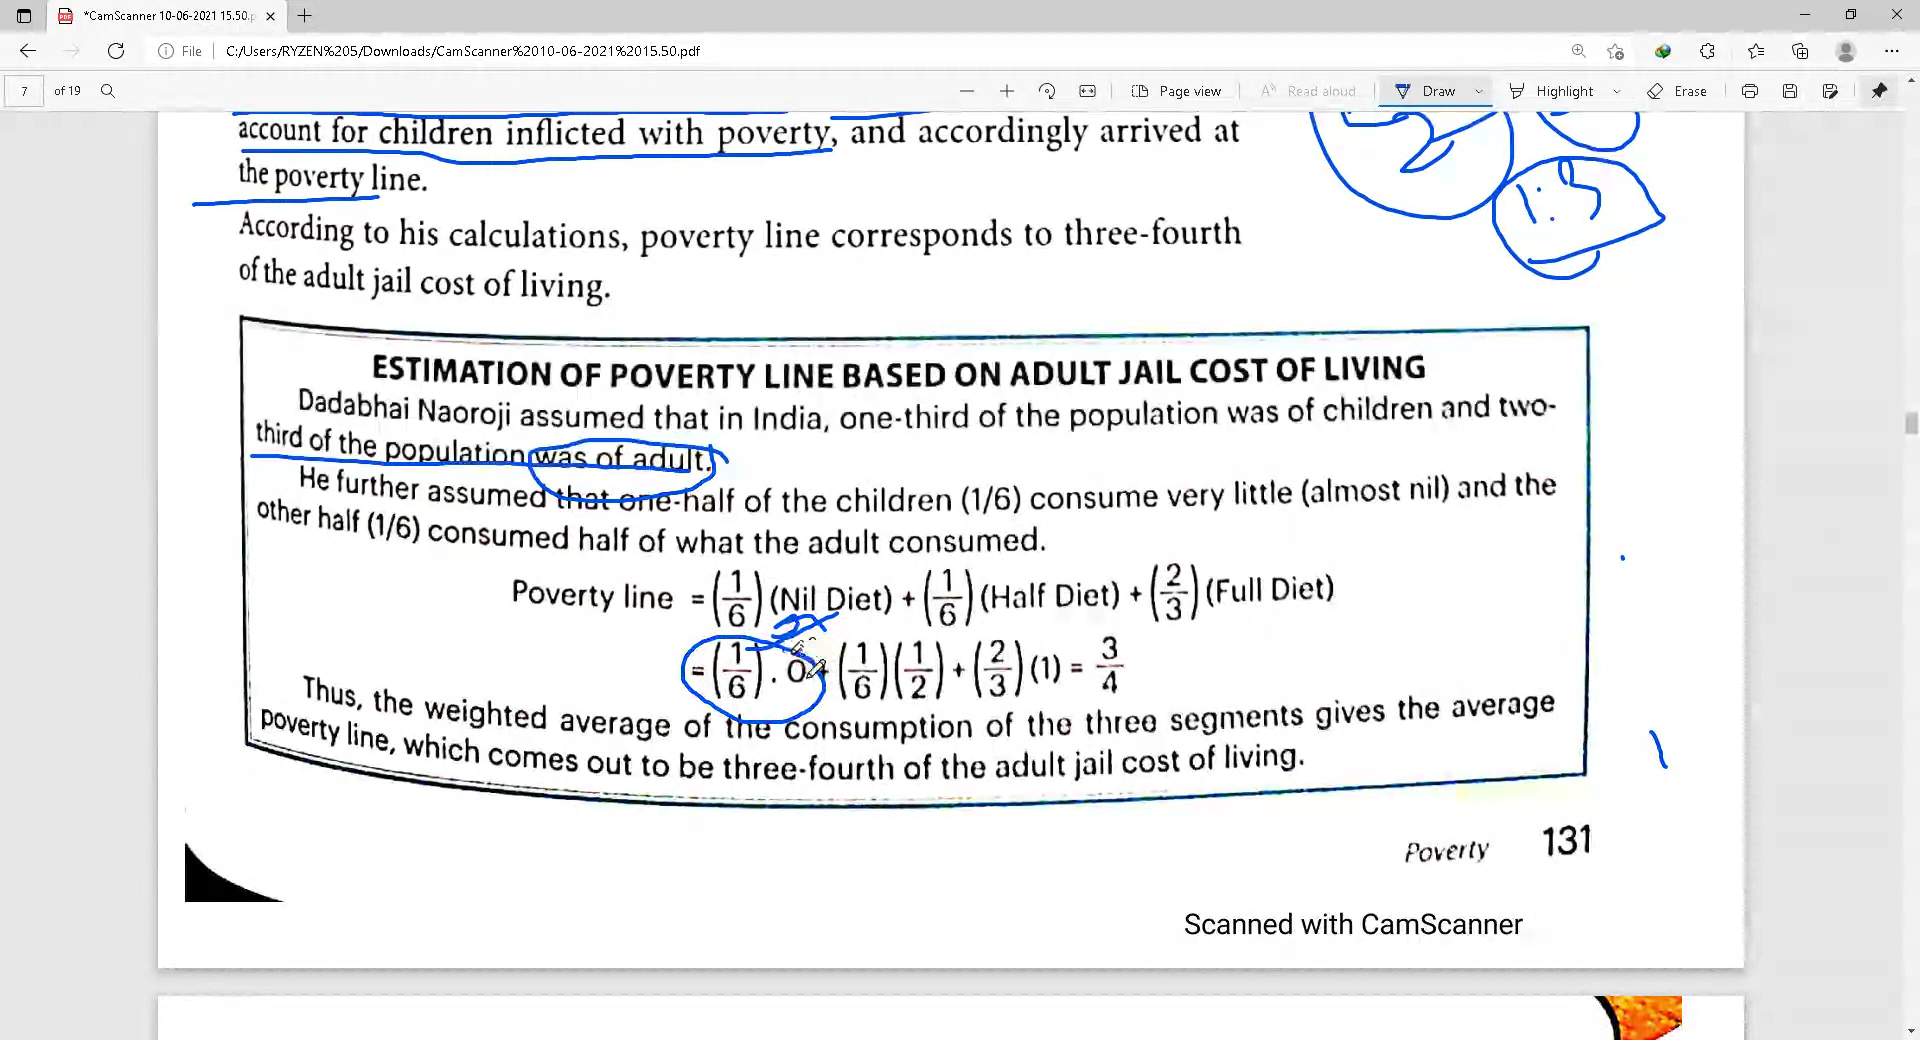 *CamScanner 10-06-2021 15.50.p
File
C:/Users/RYZEN%205/Downloads/CamScanner%2010-06-2021%2015.50.pdf
7 of 19
Page view
Read aloud
Draw
Highlight
Erase
account for children inflicted with poverty, and accordingly arrived at
the poverty line.
According to his calculations, poverty line corresponds to three-fourth
of the adult jail cost of living.
ESTIMATION OF POVERTY LINE BASED ON ADULT JAIL COST OF LIVING
Dadabhai Naoroji assumed that in India, one-third of the population was of children and two-
third of the population was of adult.
He further assumed that one-half of the children (1/6) consume very little (almost nil) and the
other half (1/6) consumed half of what the adult consumed.
Poverty line = (1/6) (Nil Diet) + (1/6) (Half Diet) + (2/3) (Full Diet)
= (1/6) . 0 + (1/6) (1/2) + (2/3) (1) = 3/4
Thus, the weighted average of the consumption of the three segments gives the average
poverty line, which comes out to be three-fourth of the adult jail cost of living.
Poverty 131
Scanned with CamScanner